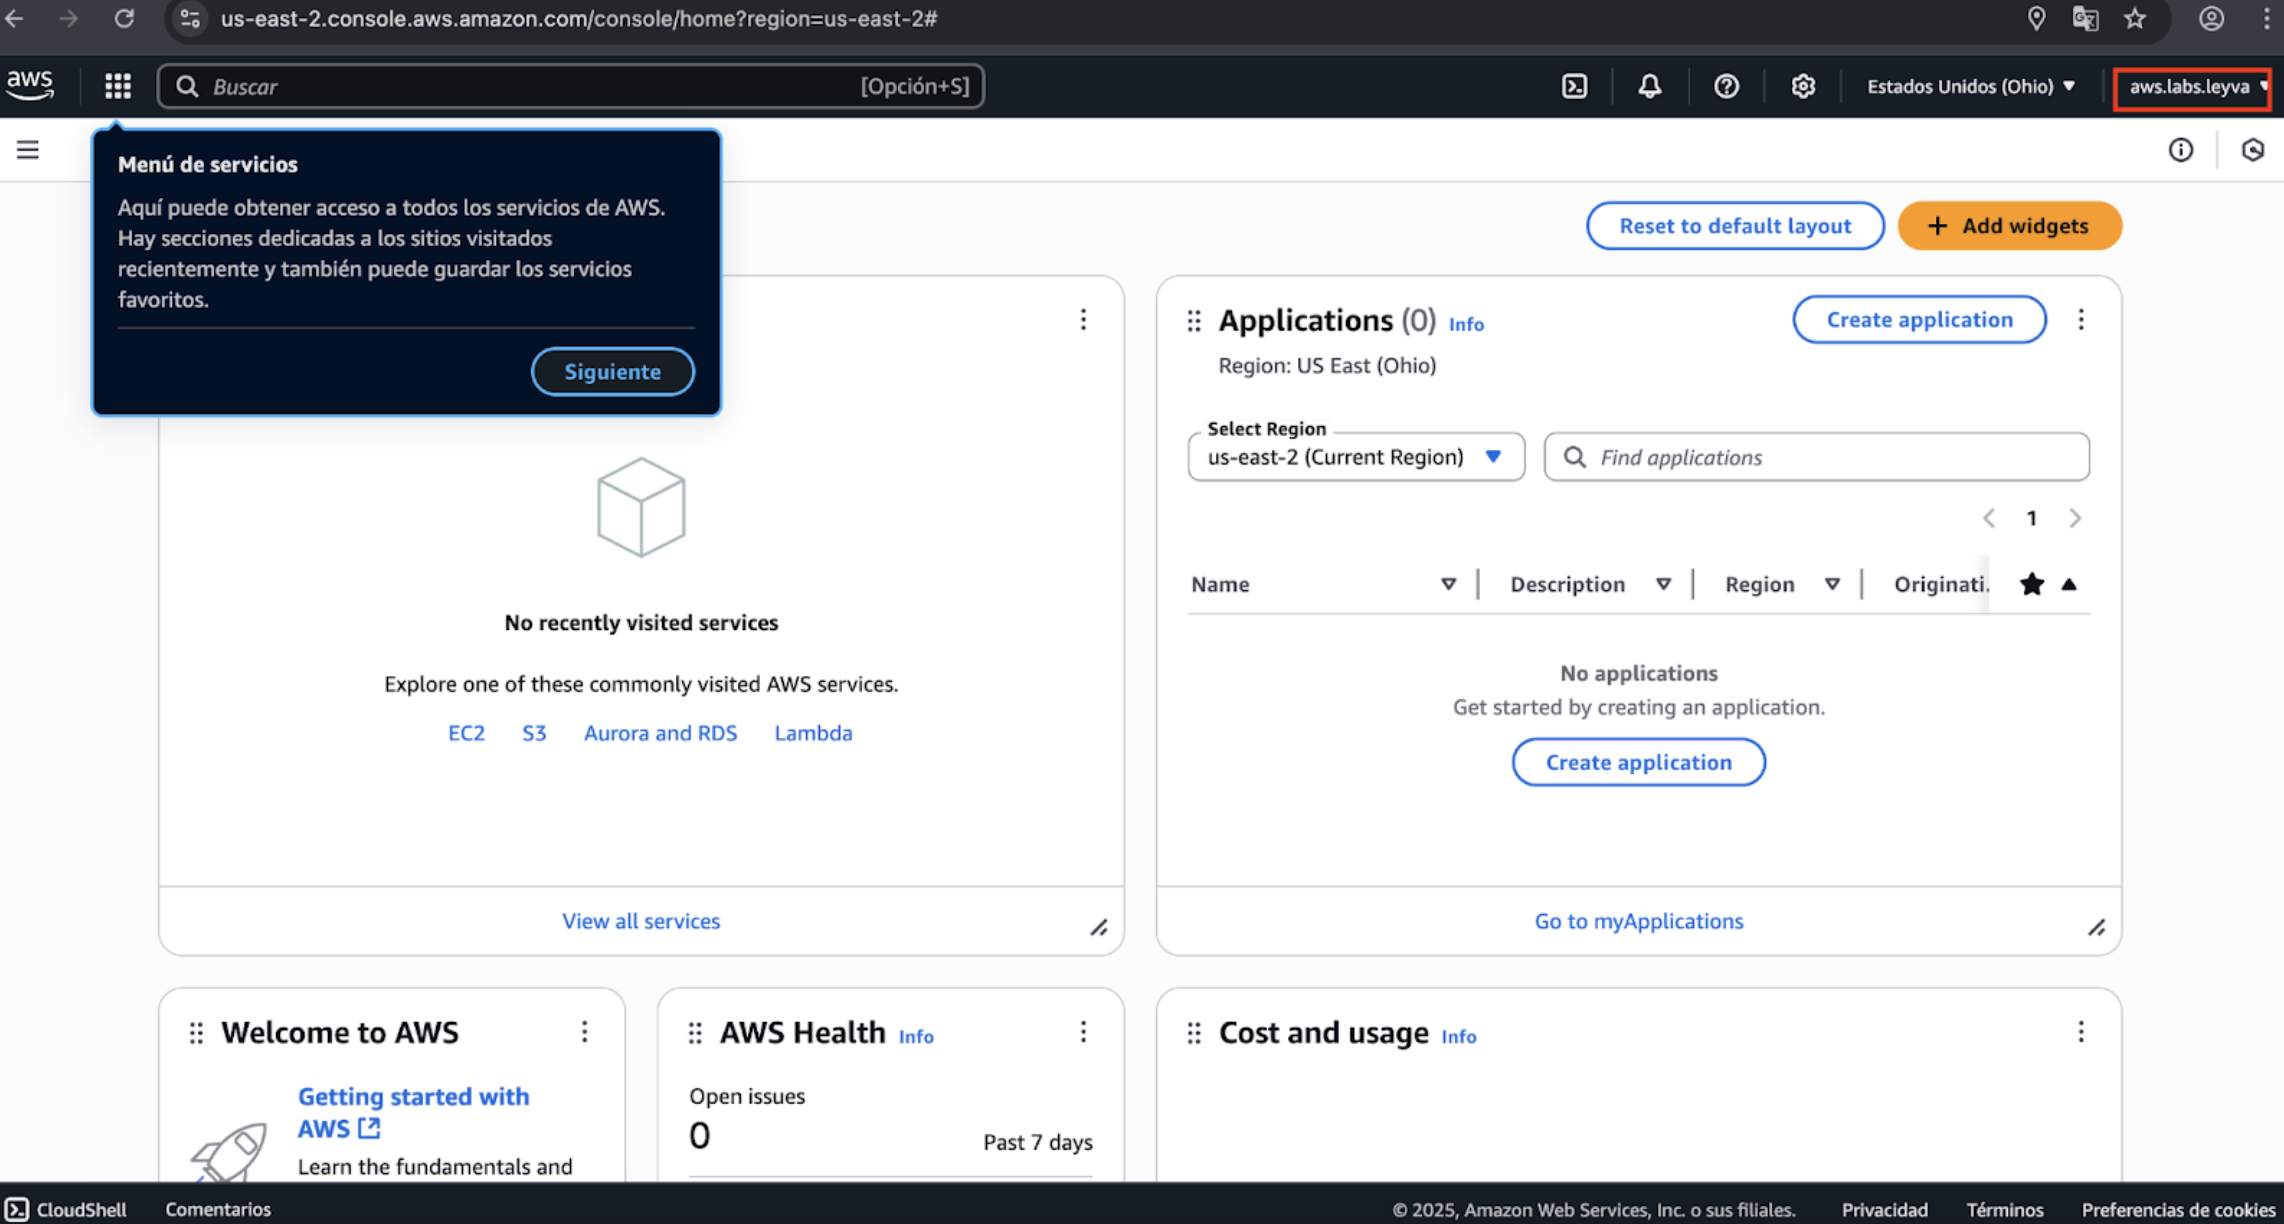 us-east-2.console.aws.amazon.com/console/home?region=us-east-2#
aws
Buscar
[Opción+S]
Estados Unidos (Ohio)
aws.labs.leyva
Menú de servicios
Aquí puede obtener acceso a todos los servicios de AWS.
Hay secciones dedicadas a los sitios visitados
recientemente y también puede guardar los servicios
favoritos.
Siguiente
Reset to default layout
+ Add widgets
No recently visited services
Explore one of these commonly visited AWS services.
EC2 S3 Aurora and RDS Lambda
View all services
Applications (0) Info
Create application
Region: US East (Ohio)
Select Region
us-east-2 (Current Region)
Find applications
1
Name Description Region Originati.
No applications
Get started by creating an application.
Create application
Go to myApplications
Welcome to AWS
Getting started with
AWS
Learn the fundamentals and
AWS Health Info
Open issues
0
Past 7 days
Cost and usage Info
CloudShell Comentarios
© 2025, Amazon Web Services, Inc. o sus filiales. Privacidad Términos Preferencias de cookies